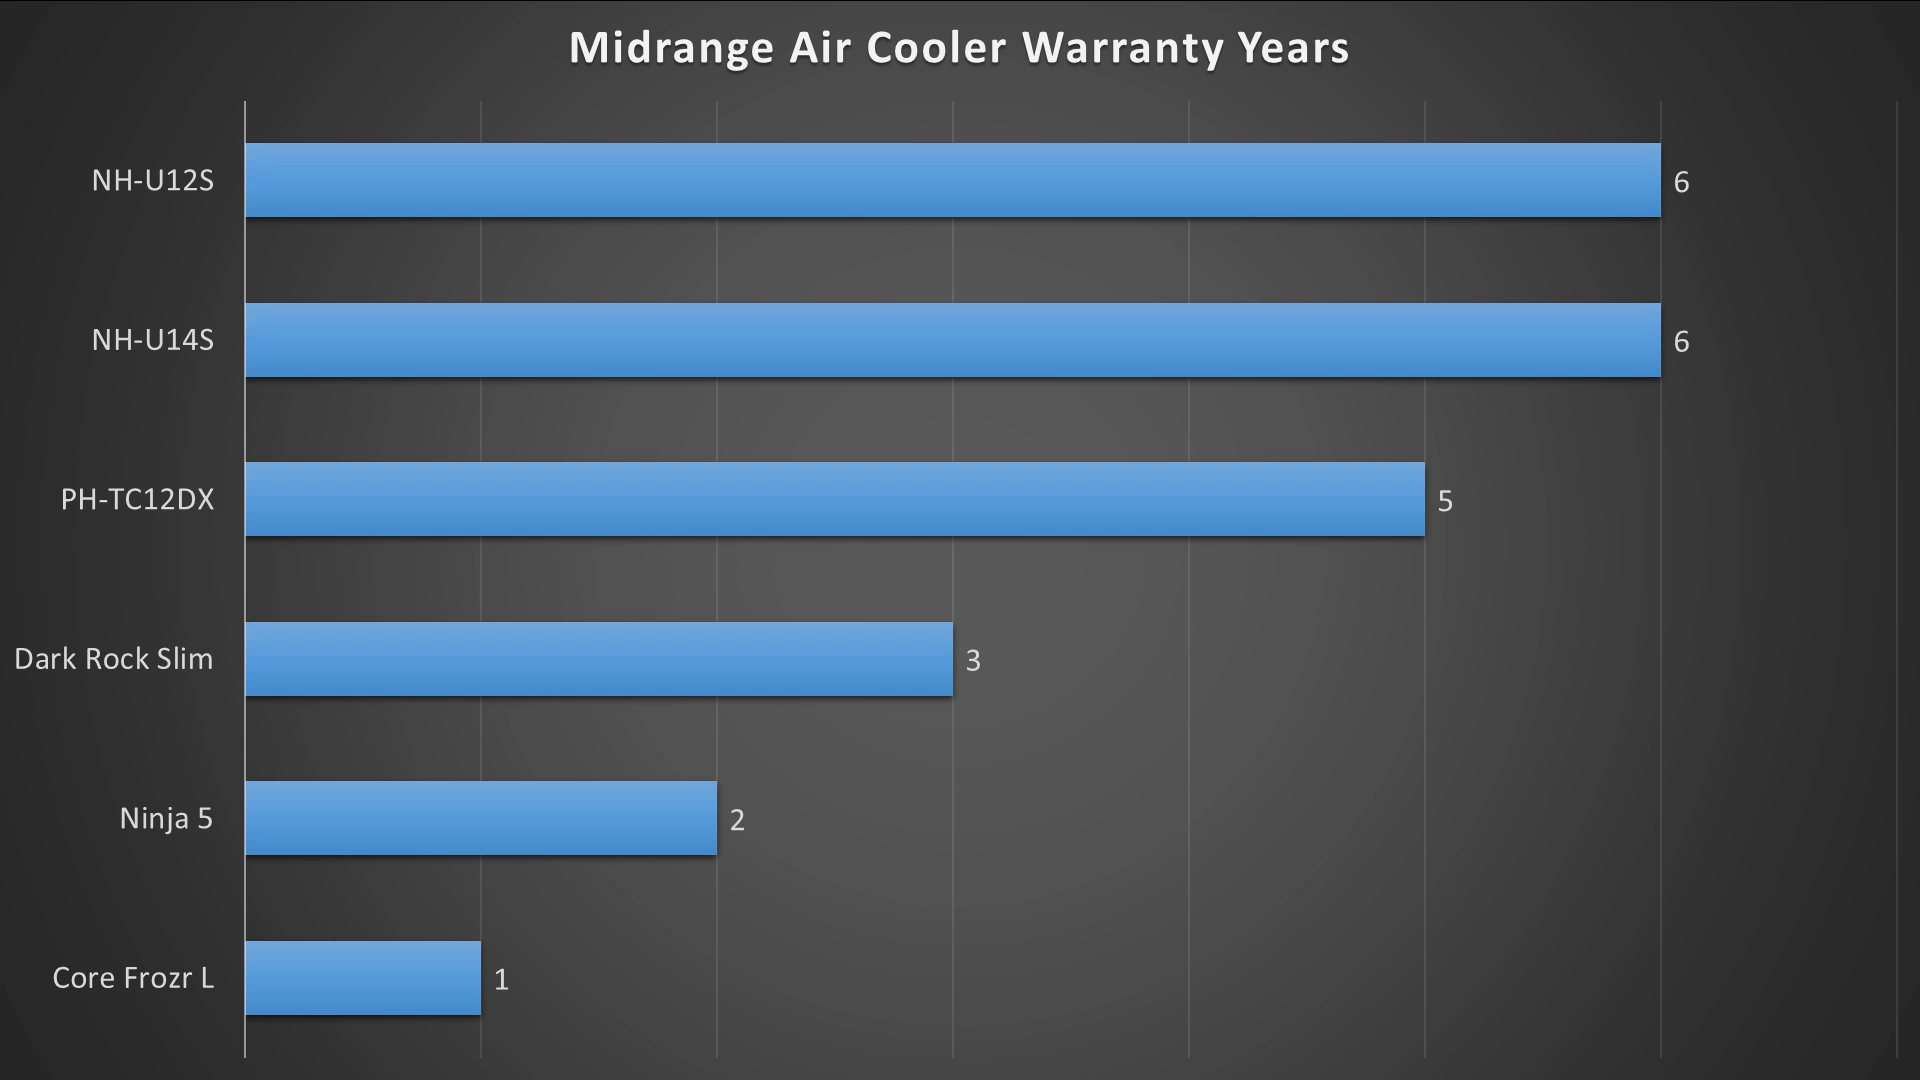 Midrange Air Cooler Warranty Years
NH-U12S
6
NH-U14S
6
PH-TC12DX
5
Dark Rock Slim
3
Ninja 5
2
Core Frozr L
1